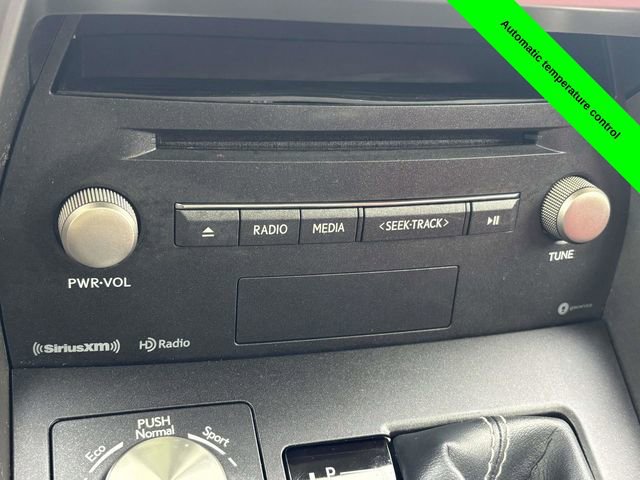 Automatic temperature control
RADIO MEDIA <SEEK·TRACK>
PWR·VOL
TUNE
SiriusXM HD Radio
PUSH
Normal
Eco Sport
P